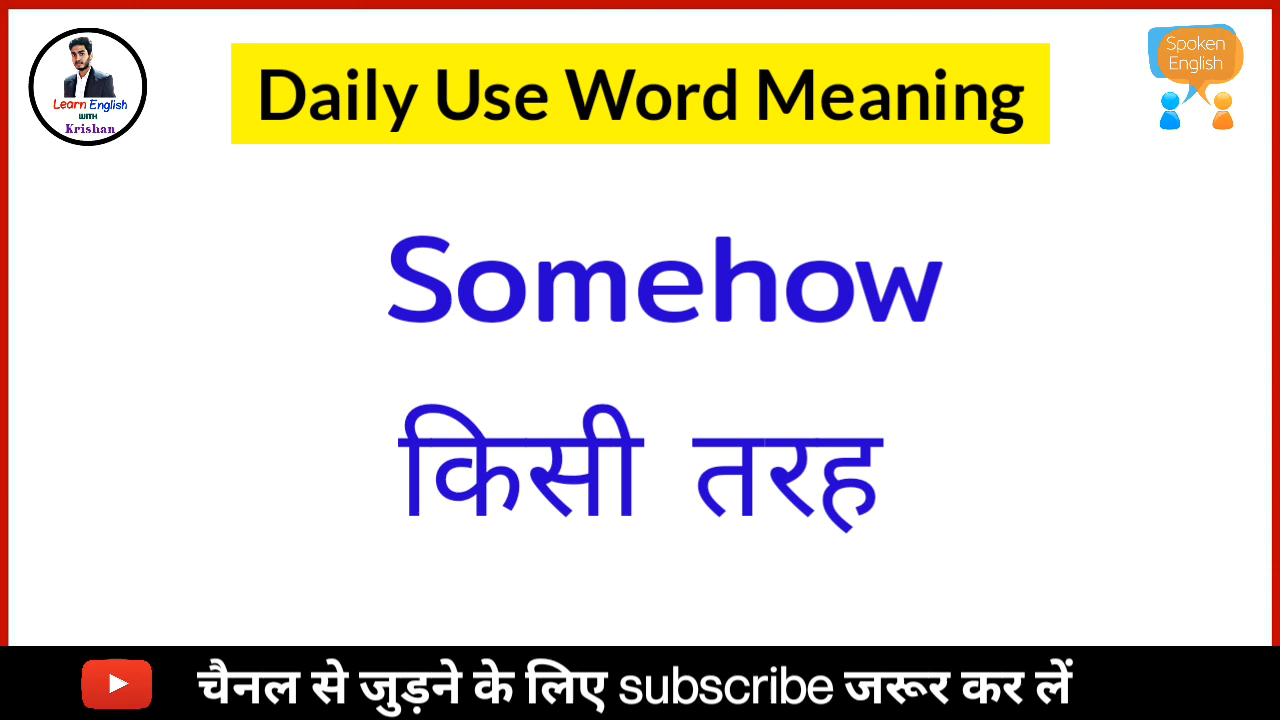 Learn English
WITH
Krishan
Daily Use Word Meaning
Spoken
English
Somehow
किसी तरह
चैनल से जुड़ने के लिए subscribe जरूर कर लें